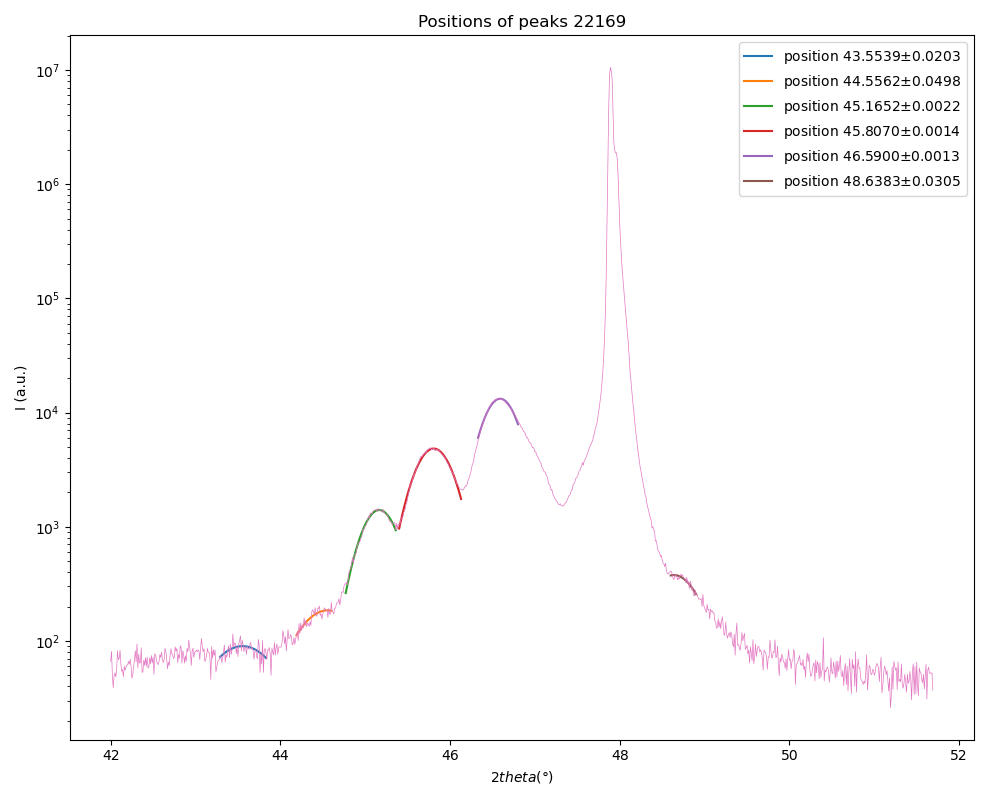 Positions of peaks 22169
position 43.5539±0.0203
position 44.5562±0.0498
position 45.1652±0.0022
position 45.8070±0.0014
position 46.5900±0.0013
position 48.6383±0.0305
I (a.u.)
10⁷
10⁶
10⁵
10⁴
10³
10²
42 44 46 48 50 52
2theta(°)